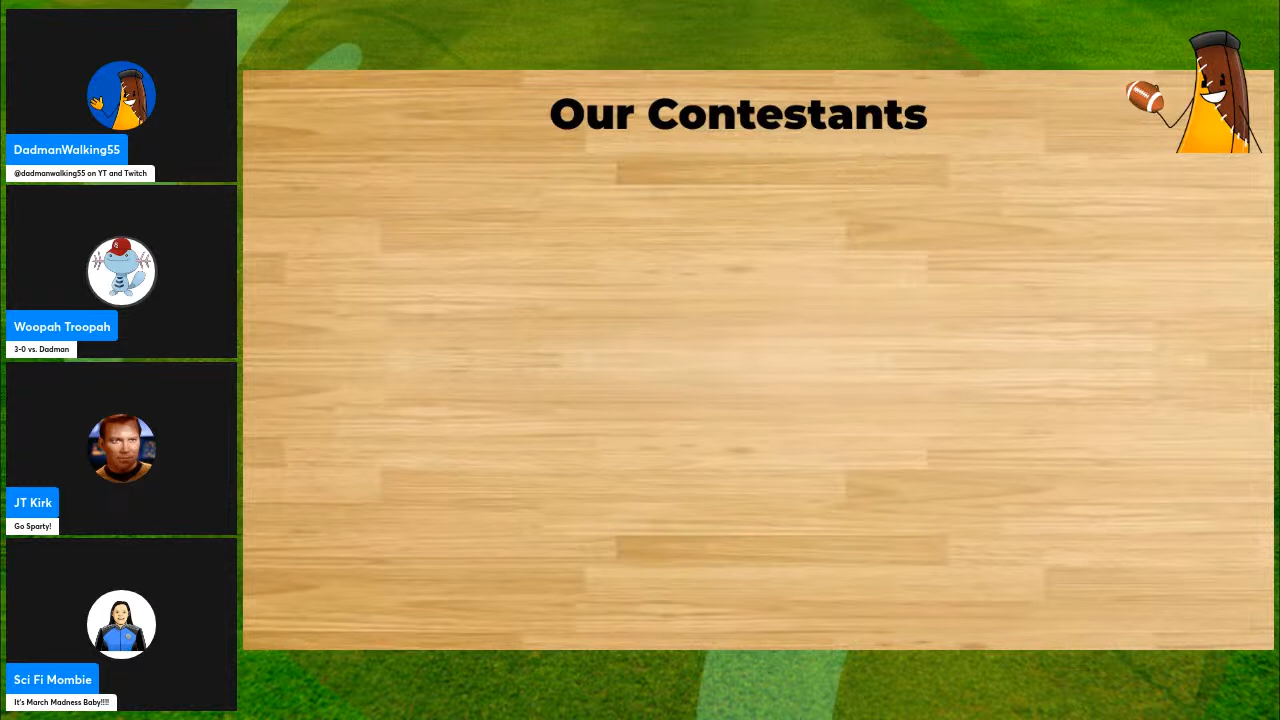 Our Contestants
DadmanWalking55
@dadmanwalking55 on YT and Twitch
Woopah Troopah
3-0 vs. Dadman
JT Kirk
Go Sparty!
Sci Fi Mombie
It's March Madness Baby!!!!